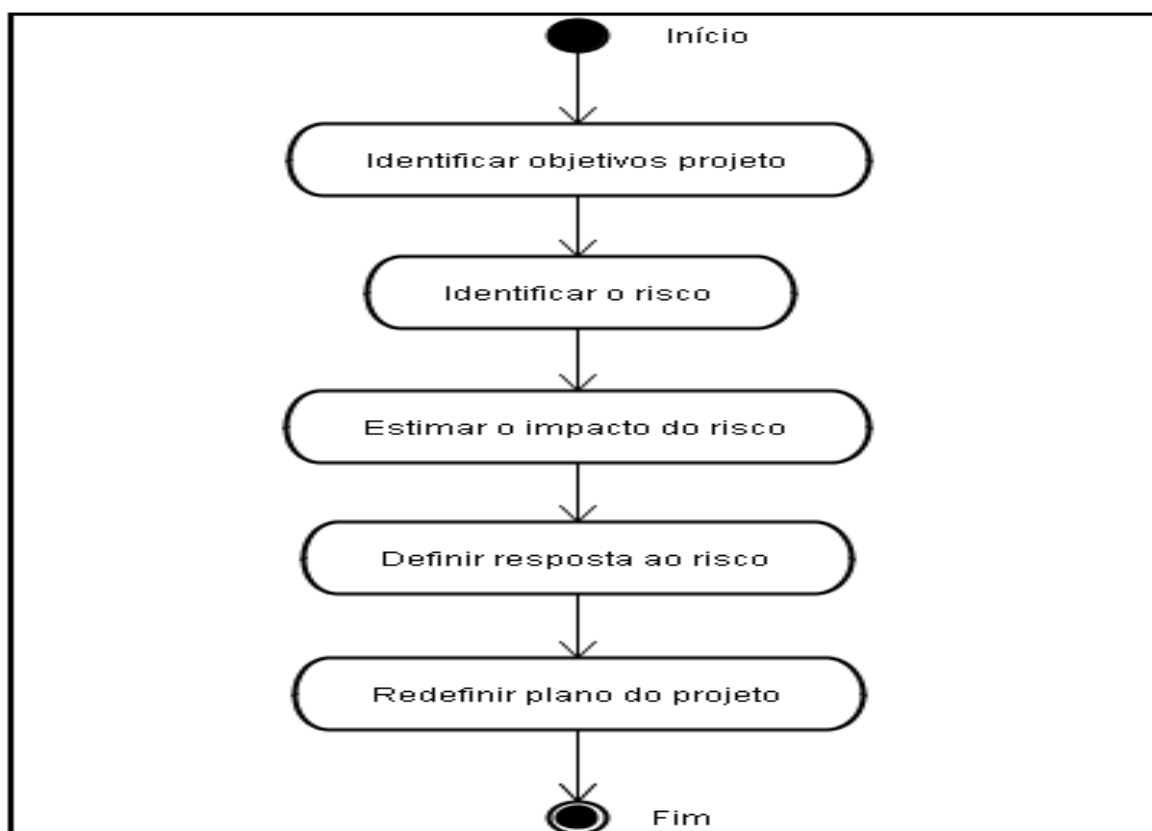 Início
Identificar objetivos projeto
Identificar o risco
Estimar o impacto do risco
Definir resposta ao risco
Redefinir plano do projeto
Fim